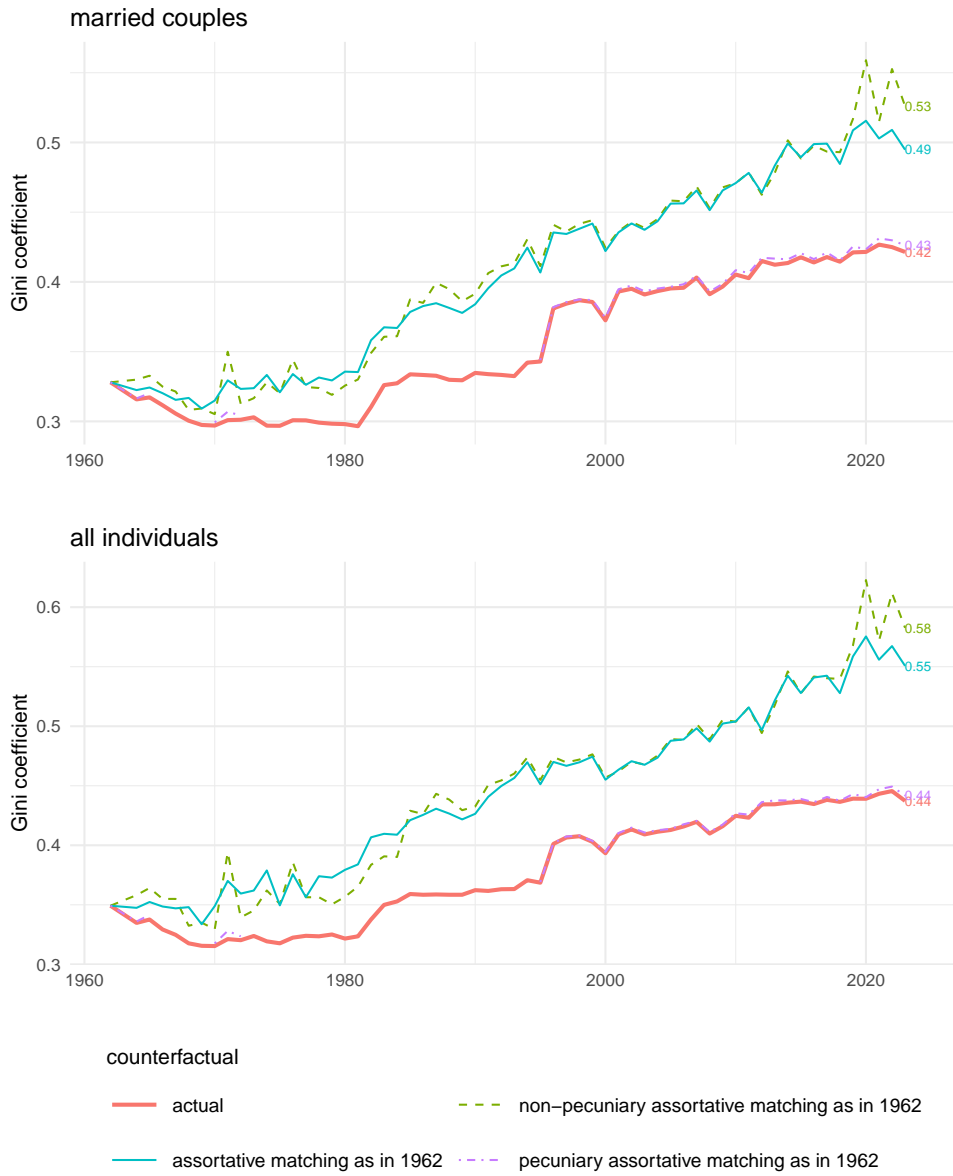 married couples
Gini coefficient
0.5
0.4
0.3
0.53
0.49
0.43
0.42
1960 1980 2000 2020
all individuals
Gini coefficient
0.6
0.5
0.4
0.3
0.58
0.55
0.44
0.44
1960 1980 2000 2020
counterfactual
actual non−pecuniary assortative matching as in 1962
assortative matching as in 1962 pecuniary assortative matching as in 1962